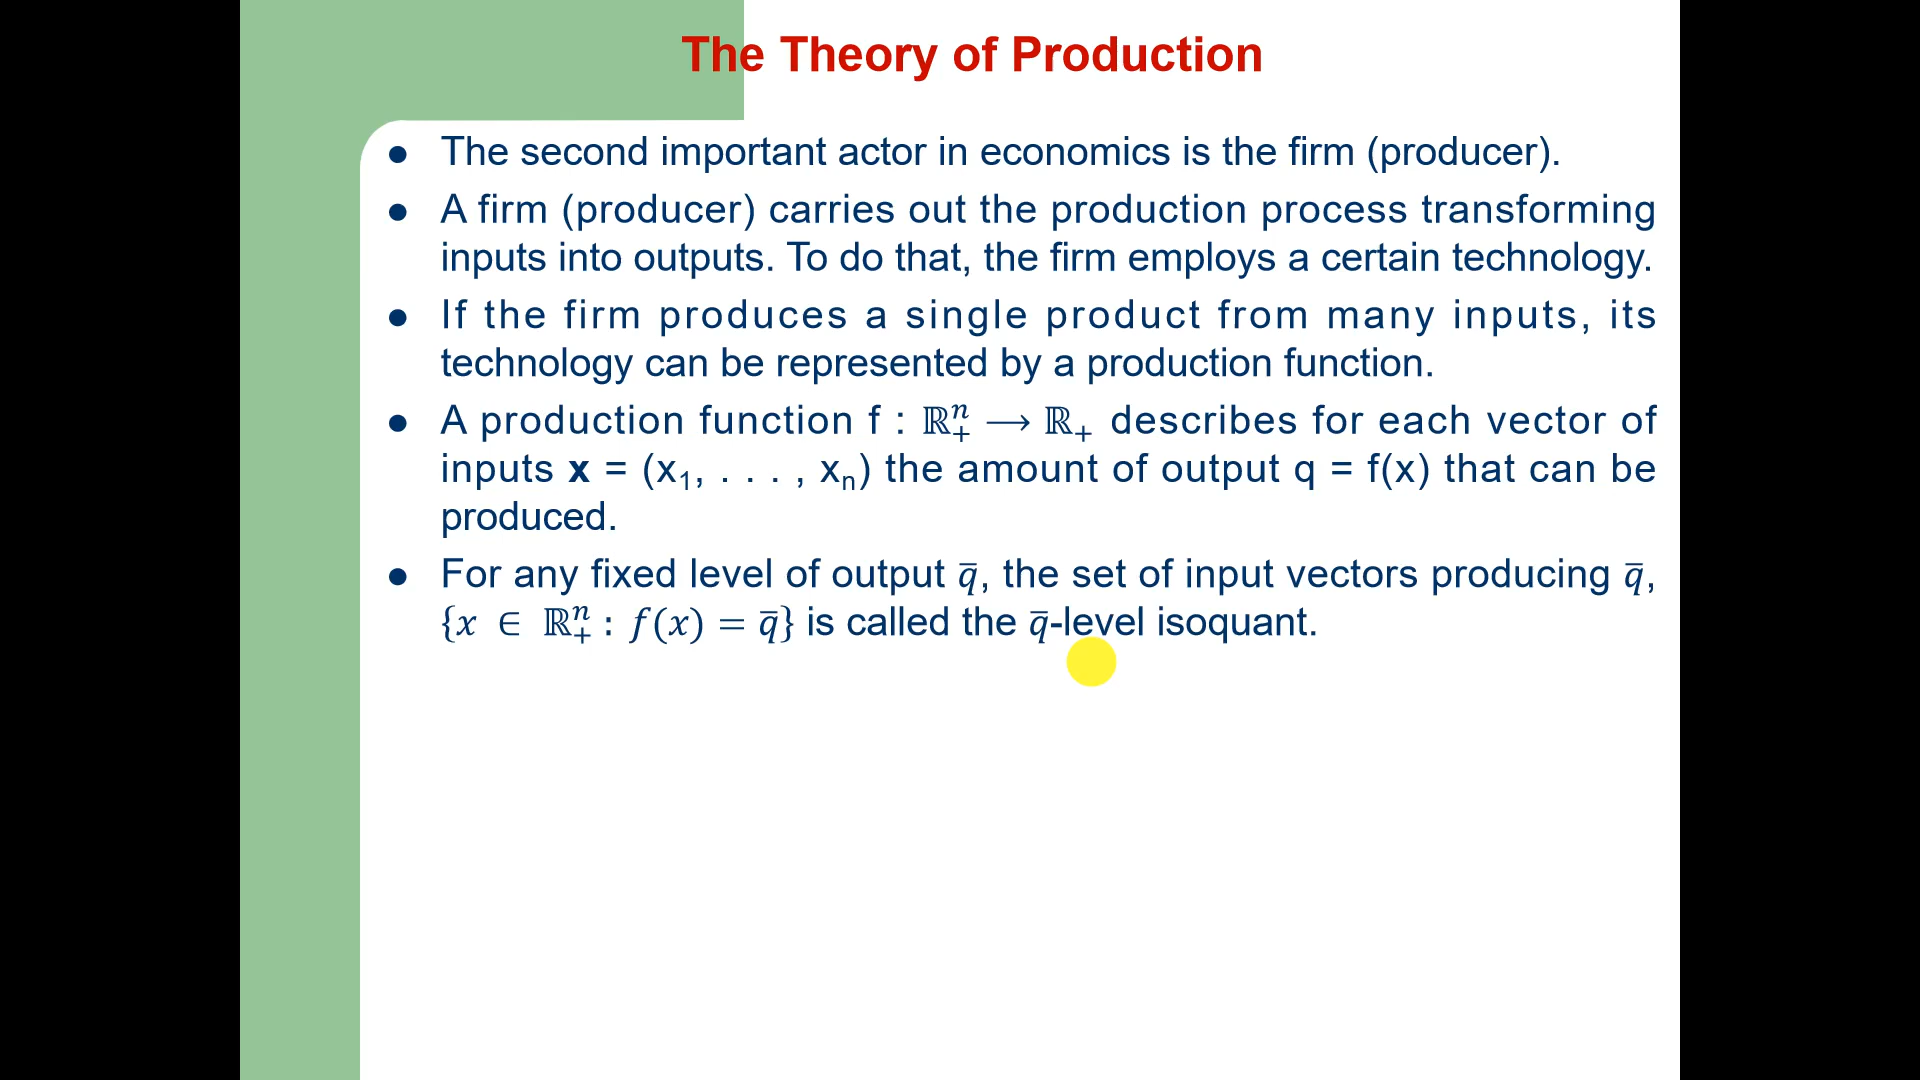 The Theory of Production
● The second important actor in economics is the firm (producer).
● A firm (producer) carries out the production process transforming
inputs into outputs. To do that, the firm employs a certain technology.
● If the firm produces a single product from many inputs, its
technology can be represented by a production function.
● A production function f : ℝ₊ⁿ ⟶ ℝ₊ describes for each vector of
inputs x = (x₁, . . . , xₙ) the amount of output q = f(x) that can be
produced.
● For any fixed level of output q̅, the set of input vectors producing q̅,
{x ∈ ℝ₊ⁿ : f(x) = q̅} is called the q̅-level isoquant.